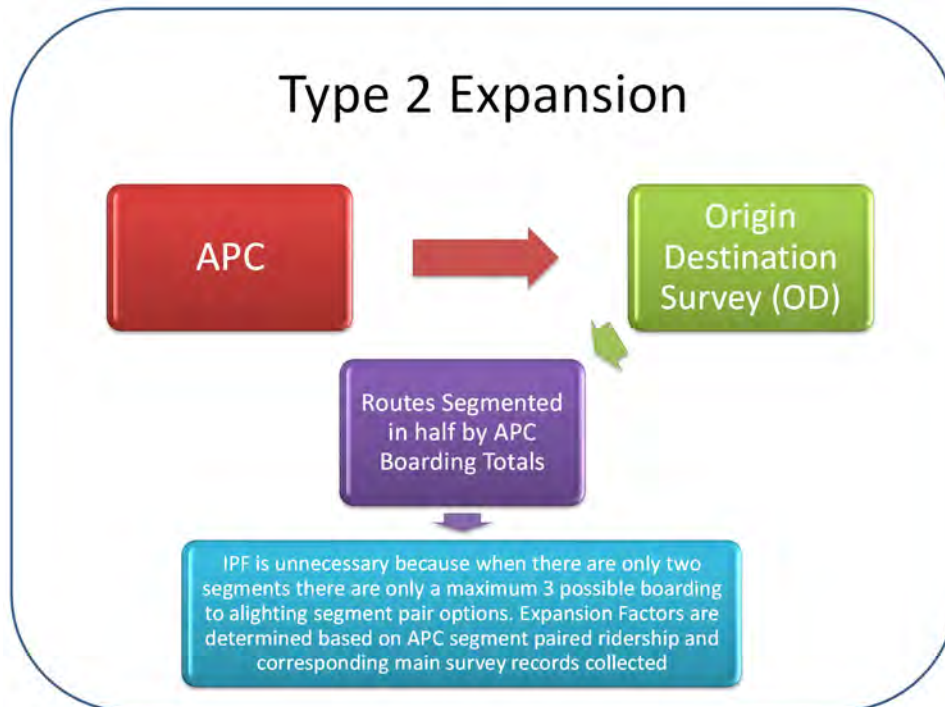 Type 2 Expansion
APC
Origin
Destination
Survey (OD)
Routes Segmented
in half by APC
Boarding Totals
IPF is unnecessary because when there are only two
segments there are only a maximum 3 possible boarding
to alighting segment pair options. Expansion Factors are
determined based on APC segment paired ridership and
corresponding main survey records collected